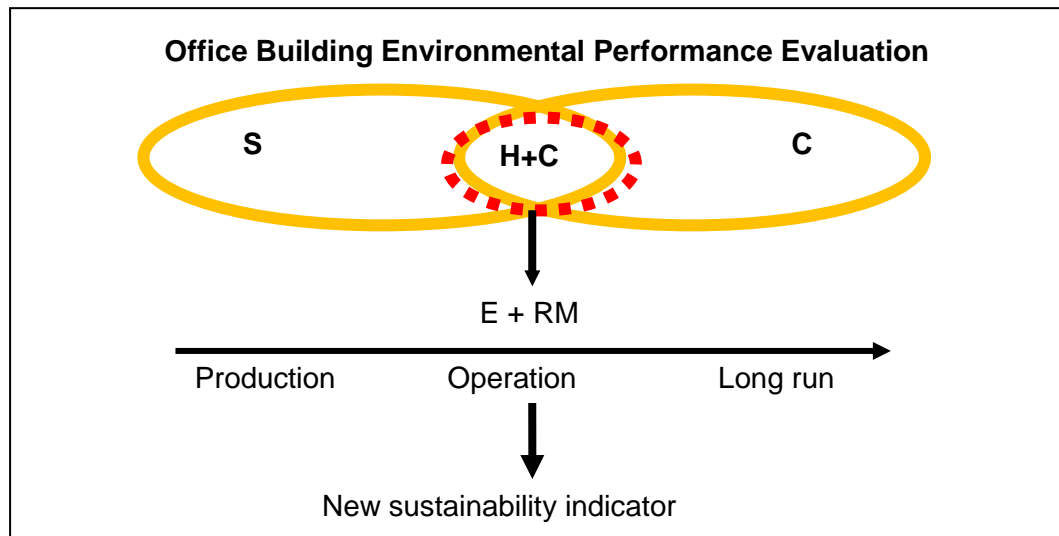 Office Building Environmental Performance Evaluation
S H+C C
E + RM
Production Operation Long run
New sustainability indicator